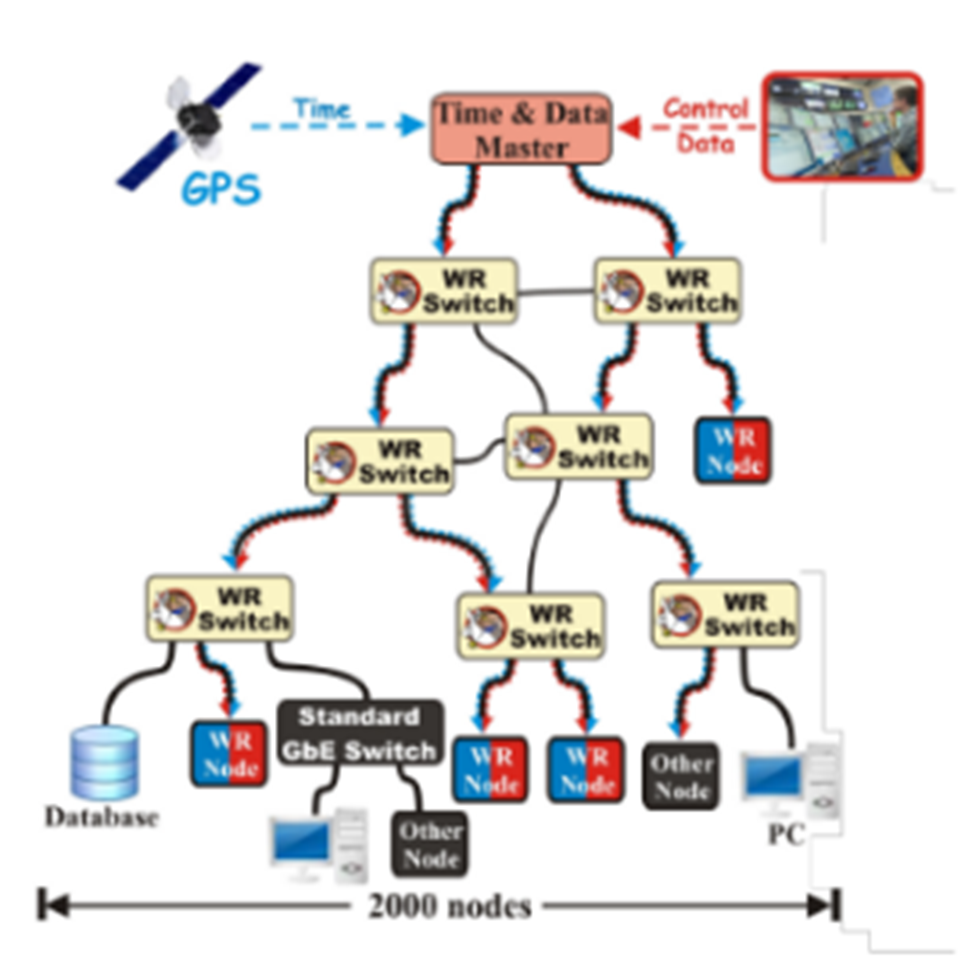 Time
Time & Data
Master
Control
Data
GPS
WR
Switch
WR
Switch
WR
Switch
WR
Switch
WR
Node
WR
Switch
WR
Switch
WR
Switch
Database
WR
Node
Standard
GbE Switch
WR
Node
WR
Node
Other
Node
PC
Other
Node
2000 nodes